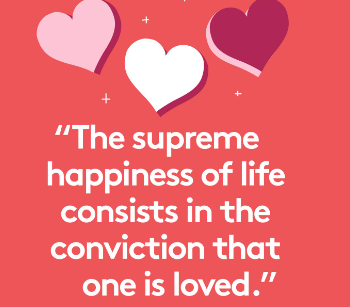 “The supreme
happiness of life
consists in the
conviction that
one is loved.”